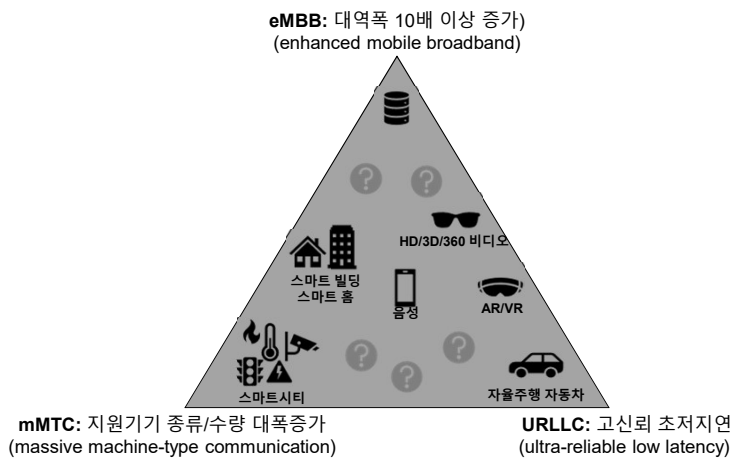 eMBB: 대역폭 10배 이상 증가)
(enhanced mobile broadband)
?
?
HD/3D/360 비디오
스마트 빌딩
스마트 홈
음성
AR/VR
?
?
?
스마트시티
자율주행 자동차
mMTC: 지원기기 종류/수량 대폭증가
(massive machine-type communication)
URLLC: 고신뢰 초저지연
(ultra-reliable low latency)